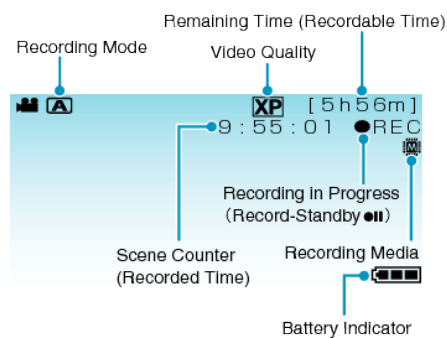 Remaining Time (Recordable Time)
Recording Mode
Video Quality
A XP [5h56m]
9:55:01 ●REC
M
Recording in Progress
(Record-Standby ●II)
Scene Counter
(Recorded Time)
Recording Media
Battery Indicator